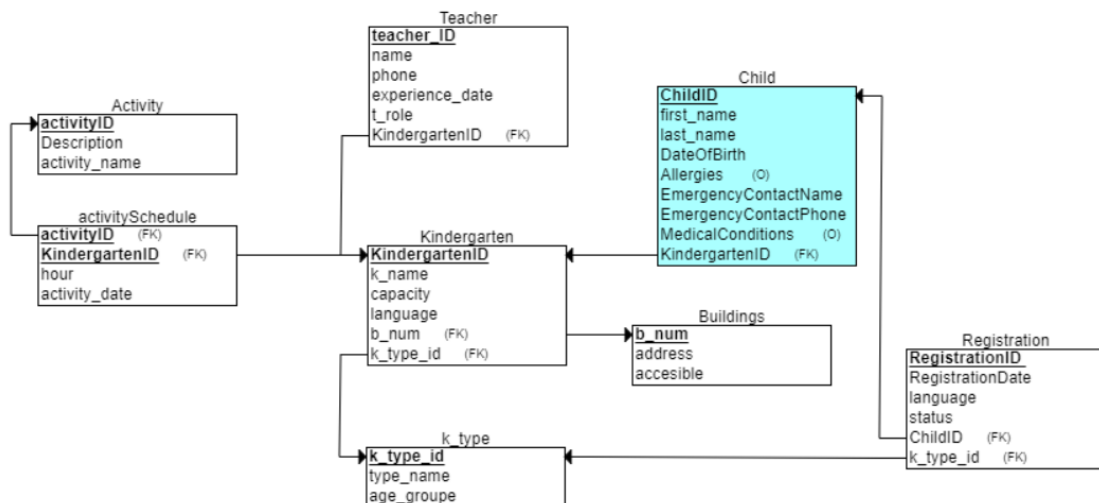 Teacher
teacher_ID
name
phone
experience_date
t_role
KindergartenID (FK)
Child
ChildID
first_name
last_name
DateOfBirth
Allergies (O)
EmergencyContactName
EmergencyContactPhone
MedicalConditions (O)
KindergartenID (FK)
Activity
activityID
Description
activity_name
activitySchedule
activityID (FK)
KindergartenID (FK)
hour
activity_date
Kindergarten
KindergartenID
k_name
capacity
language
b_num (FK)
k_type_id (FK)
Buildings
b_num
address
accesible
Registration
RegistrationID
RegistrationDate
language
status
ChildID (FK)
k_type_id (FK)
k_type
k_type_id
type_name
age_groupe